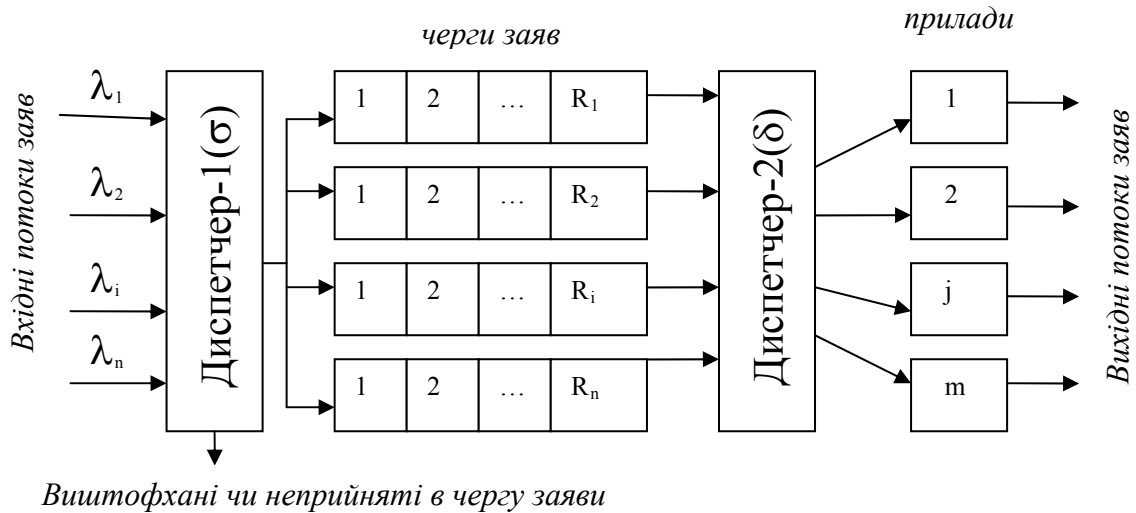 черги заяв
прилади
Вхідні потоки заяв
λ1
λ2
λi
λn
Диспетчер-1(σ)
1 2 … R1
1 2 … R2
1 2 … Ri
1 2 … Rn
Диспетчер-2(δ)
1
2
j
m
Вихідні потоки заяв
Виштофхані чи неприйняті в чергу заяви